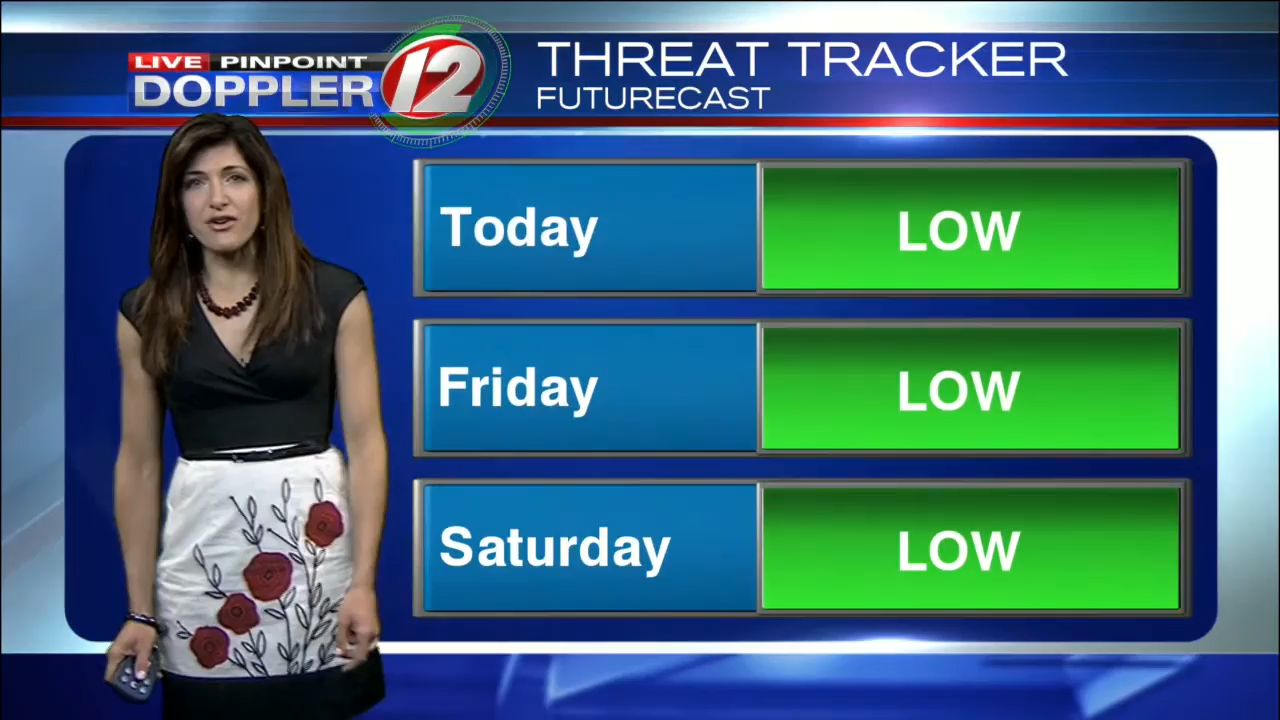 LIVE PINPOINT
DOPPLER 12
THREAT TRACKER
FUTURECAST
Today LOW
Friday LOW
Saturday LOW